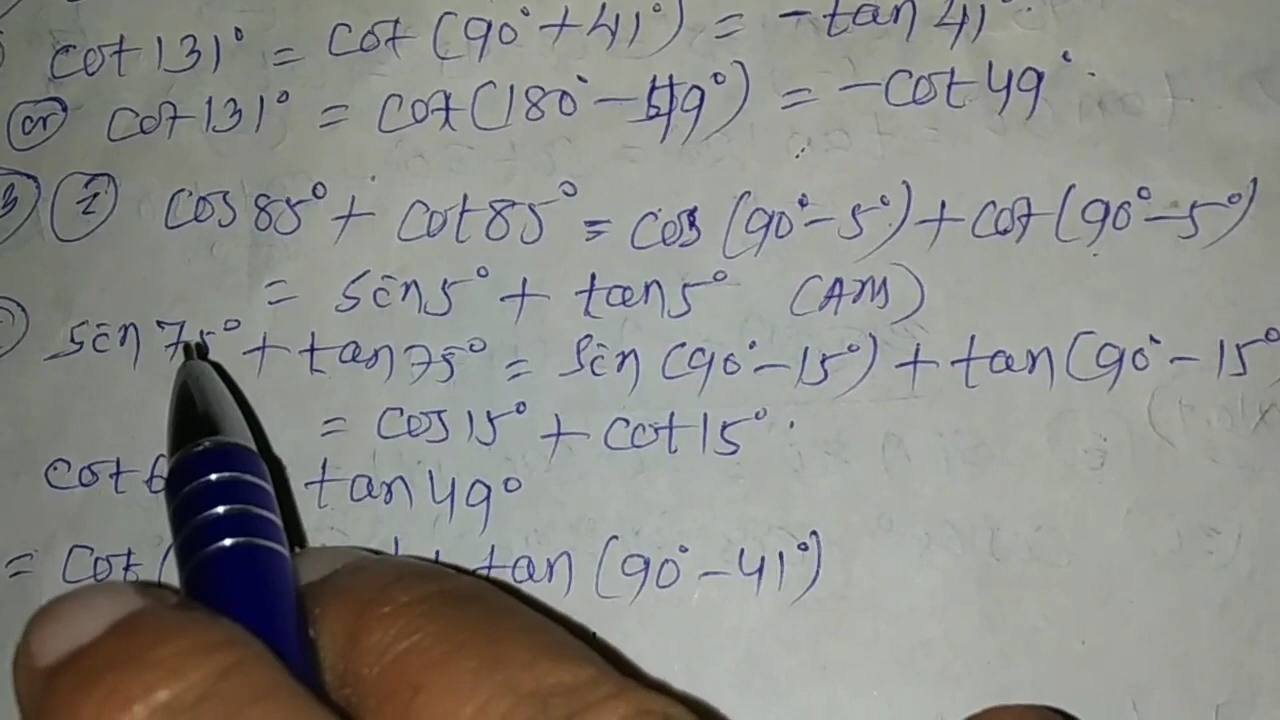 cot 131° = cot (90° + 41°) = - tan 41°.
(or) cot 131° = cot (180° - 49°) = - cot 49°.
(i) cos 85° + cot 85° = cos (90° - 5°) + cot (90° - 5°)
= sin 5° + tan 5° (Ans)
sin 75° + tan 75° = sin (90° - 15°) + tan (90° - 15°
= cos 15° + cot 15°.
cot 6 tan 49°
= cot ( + tan (90° - 41°)